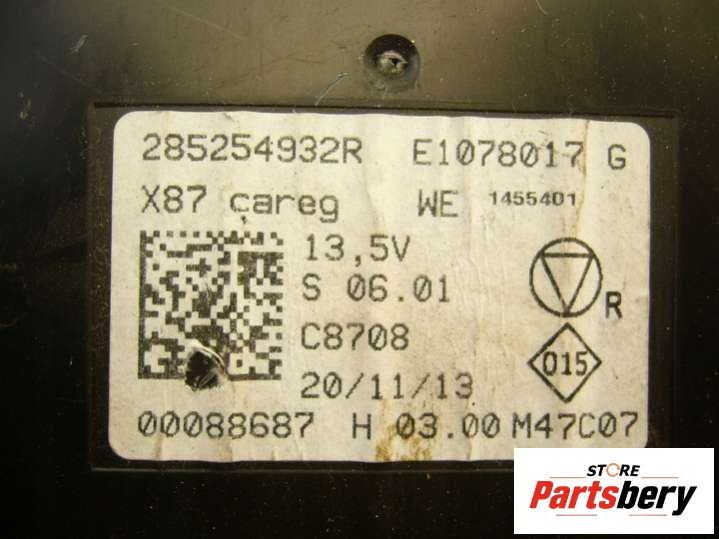 285254932R E1078017 G
X87 careg WE 1455401
13,5V
S 06.01
R
C8708
015
20/11/13
00088687 H 03.00 M47C07
STORE
Partsbery